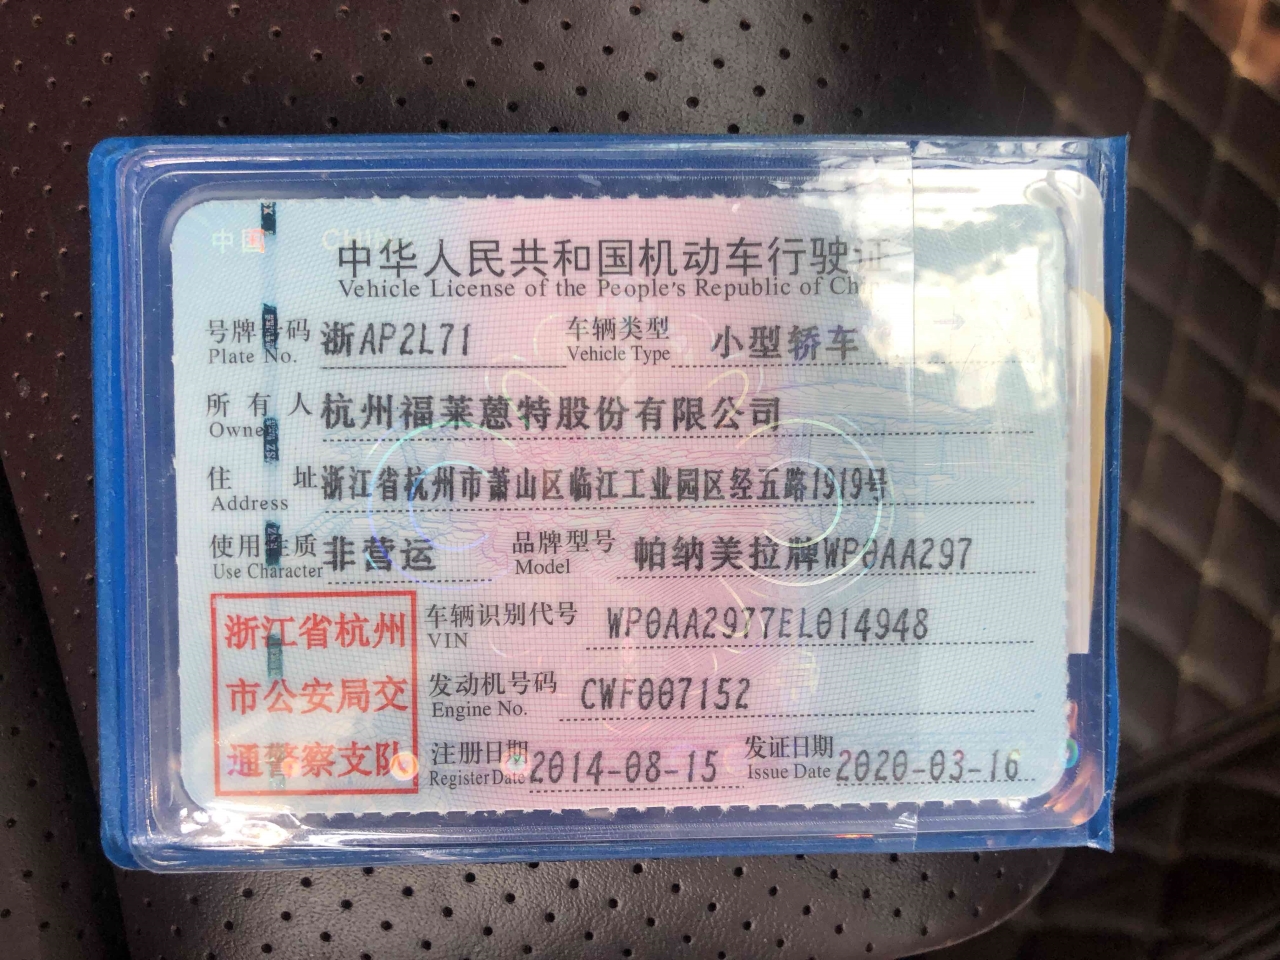 中国 CHINA
中华人民共和国机动车行驶证
Vehicle License of the People's Republic of Chi
号牌号码 浙AP2L71 车辆类型 小型轿车
Plate No. Vehicle Type
所有人 杭州福莱蒽特股份有限公司
Owner
住址 浙江省杭州市萧山区临江工业园区经五路1919号
Address
使用性质 非营运 品牌型号 帕纳美拉牌WP0AA297
Use Character Model
浙江省杭州
市公安局交
通警察支队
车辆识别代号 WP0AA2977EL014948
VIN
发动机号码 CWF007152
Engine No.
注册日期 2014-08-15 发证日期 2020-03-16
Register Date Issue Date